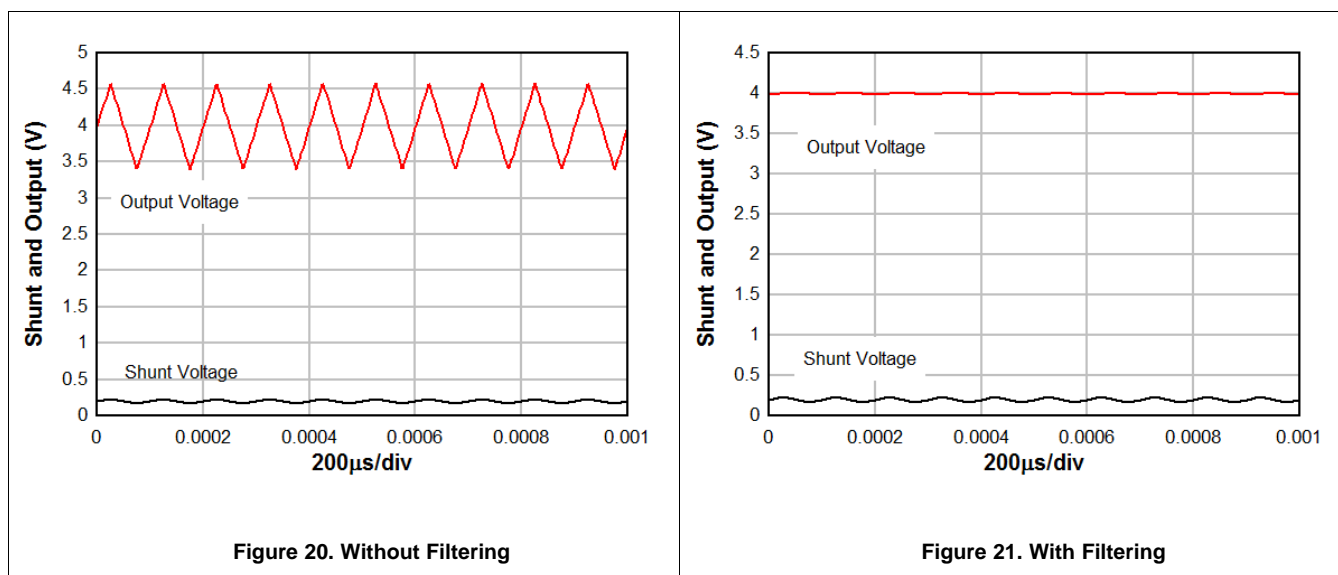 Shunt and Output (V)
5
4.5
4
3.5
3
2.5
2
1.5
1
0.5
0
Output Voltage
Shunt Voltage
0 0.0002 0.0004 0.0006 0.0008 0.001
200µs/div
Figure 20. Without Filtering
Shunt and Output (V)
4.5
4
3.5
3
2.5
2
1.5
1
0.5
0
Output Voltage
Shunt Voltage
0 0.0002 0.0004 0.0006 0.0008 0.001
200µs/div
Figure 21. With Filtering